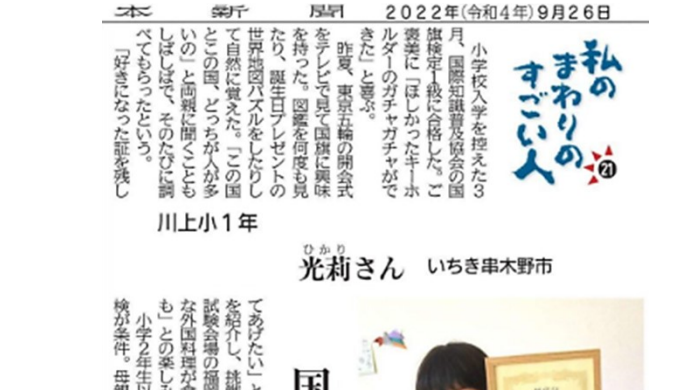 本新聞
2022年(令和4年)9月26日
私の
まわりの
すごい人
21
小学校入学を控えた3
月、国際知識普及協会の国
旗検定1級に合格した。ご
褒美に「ほしかったキーホ
ルダーのガチャガチャがで
きた」と喜ぶ。
昨夏、東京五輪の開会式
をテレビで見て国旗に興味
を持った。図鑑を何度も見
たり、誕生日プレゼントの
世界地図パズルをしたりし
て自然に覚えた。「この国
とこの国、どっちが人が多
いの」と両親に聞くことも
しばしばで、そのたびに調
べてもらったという。
「好きになった証を残し
川上小1年
ひかり
光莉さん
いちき串木野市
てあげたい」と
を紹介し、挑
試験会場の福
な外国料理が食
も」との楽しみ
小学2年生以
検が条件。母親
国